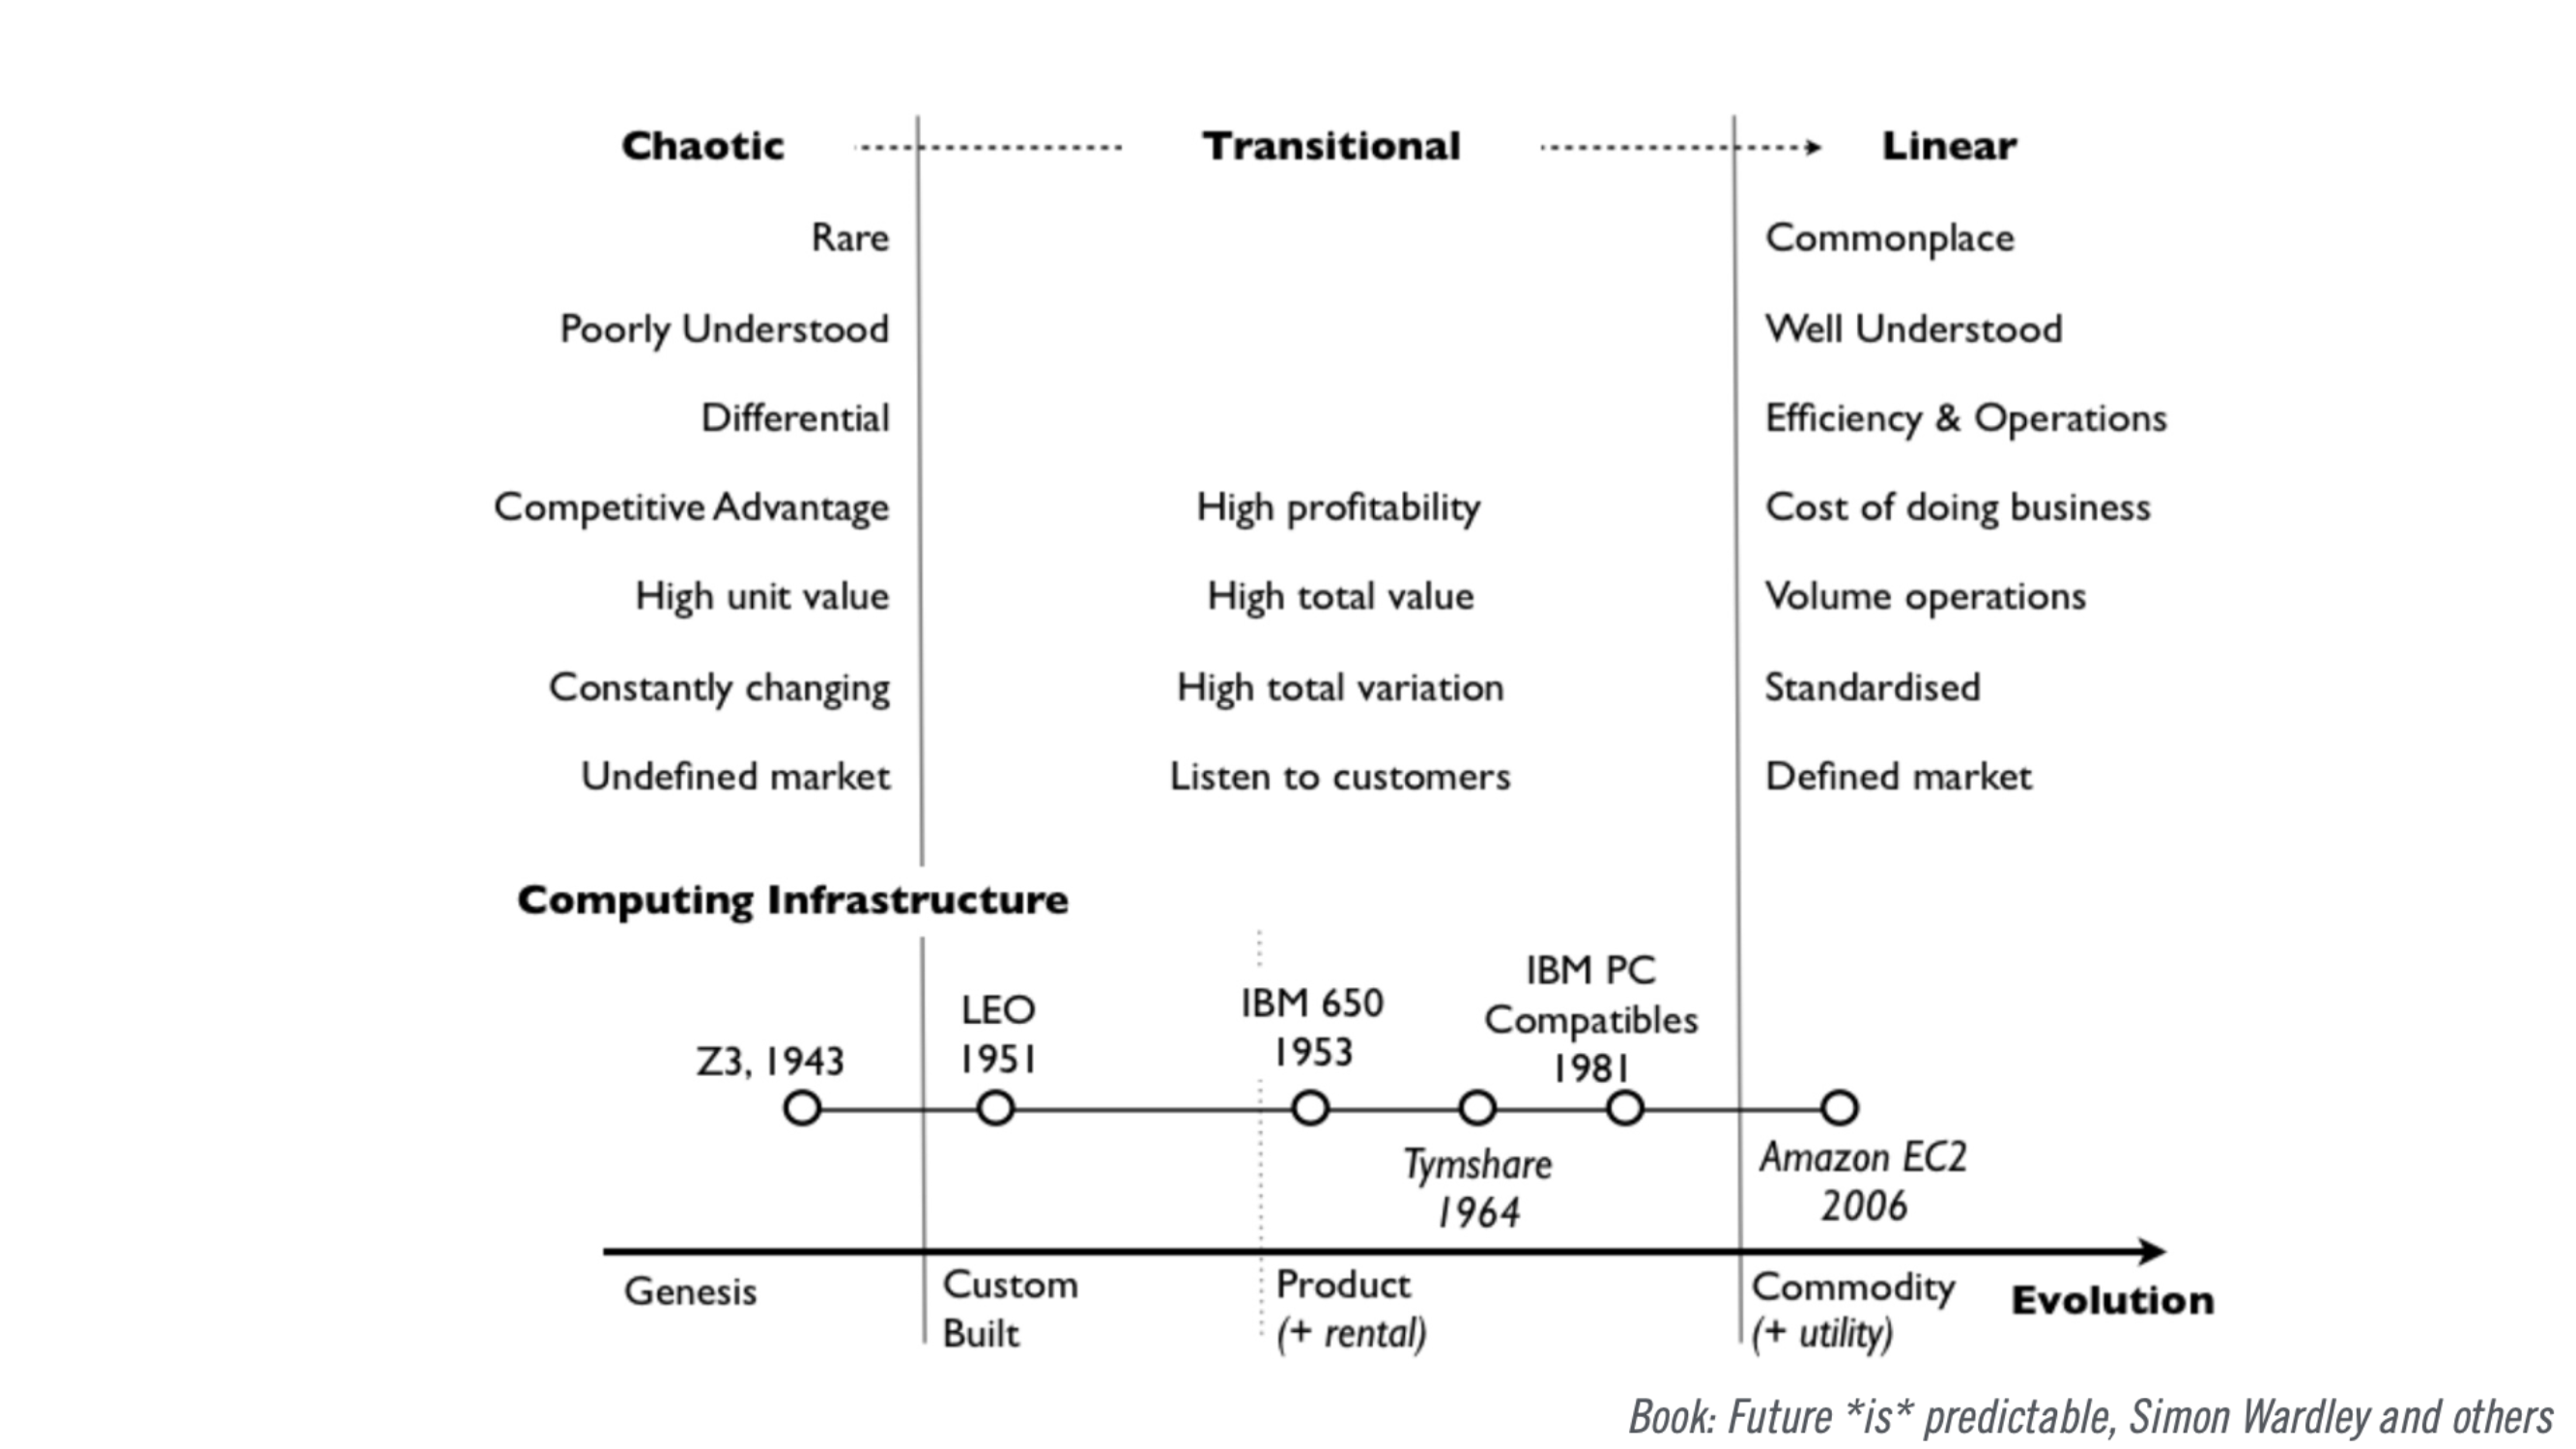 Chaotic
Transitional
Linear
Rare
Commonplace
Poorly Understood
Well Understood
Differential
Efficiency & Operations
Competitive Advantage
High profitability
Cost of doing business
High unit value
High total value
Volume operations
Constantly changing
High total variation
Standardised
Undefined market
Listen to customers
Defined market
Computing Infrastructure
Z3, 1943
LEO
1951
IBM 650
1953
Tymshare
1964
IBM PC
Compatibles
1981
Amazon EC2
2006
Genesis
Custom
Built
Product
(+ rental)
Commodity
(+ utility)
Evolution
Book: Future *is* predictable, Simon Wardley and others